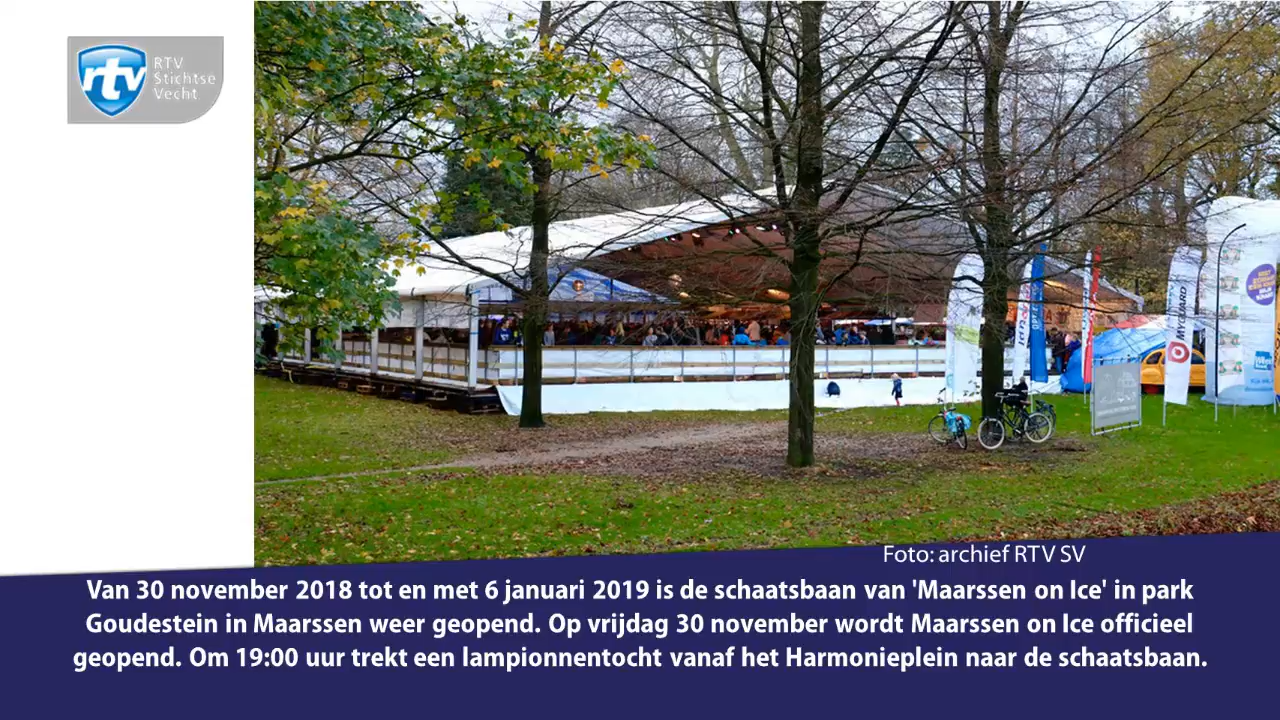 rtv
RTV
Stichtse
Vecht
MYLAARD
Foto: archief RTV SV
Van 30 november 2018 tot en met 6 januari 2019 is de schaatsbaan van 'Maarssen on Ice' in park
Goudestein in Maarssen weer geopend. Op vrijdag 30 november wordt Maarssen on Ice officieel
geopend. Om 19:00 uur trekt een lampionnentocht vanaf het Harmonieplein naar de schaatsbaan.